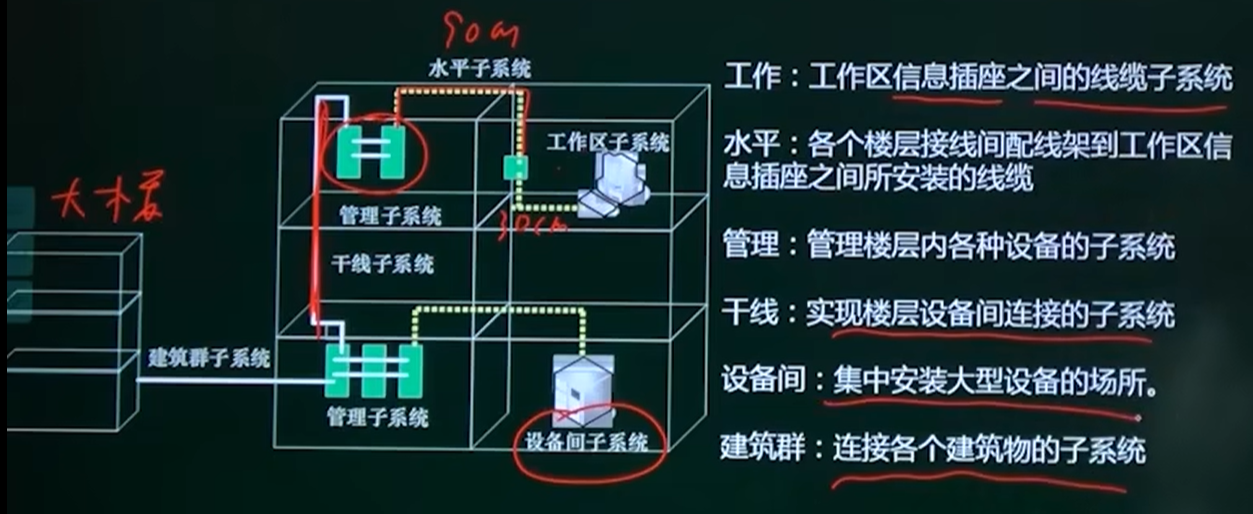 90m
水平子系统
工作区子系统
管理子系统
30cm
大楼
干线子系统
建筑群子系统
管理子系统
设备间子系统
工作：工作区信息插座之间的线缆子系统
水平：各个楼层接线间配线架到工作区信
息插座之间所安装的线缆
管理：管理楼层内各种设备的子系统
干线：实现楼层设备间连接的子系统
设备间：集中安装大型设备的场所。
建筑群：连接各个建筑物的子系统